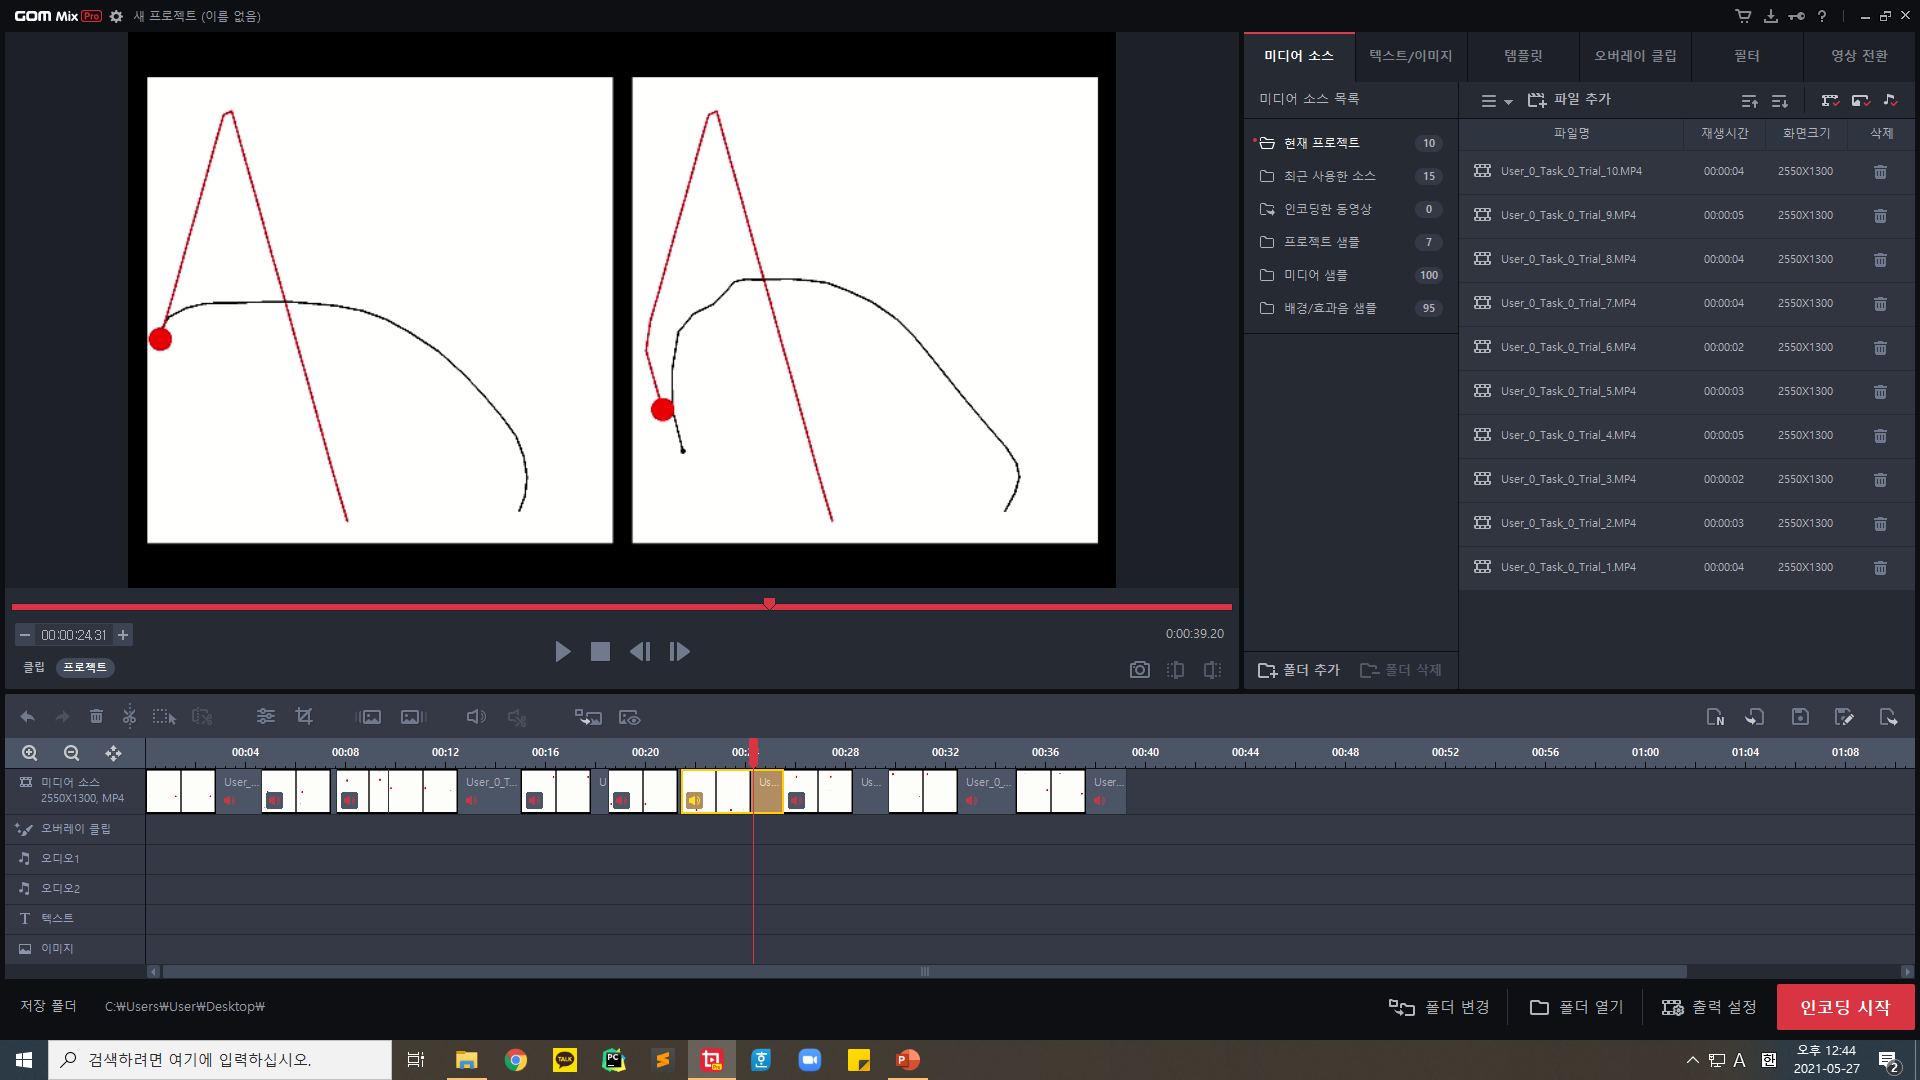 GOM Mix Pro 새 프로젝트 (이름 없음)
미디어 소스 텍스트/이미지 템플릿 오버레이 클립 필터 영상 전환
미디어 소스 목록 파일 추가
파일명 재생시간 화면크기 삭제
현재 프로젝트 10
최근 사용한 소스 15
인코딩한 동영상 0
프로젝트 샘플 7
미디어 샘플 100
배경/효과음 샘플 95
User_0_Task_0_Trial_10.MP4 00:00:04 2550X1300
User_0_Task_0_Trial_9.MP4 00:00:05 2550X1300
User_0_Task_0_Trial_8.MP4 00:00:04 2550X1300
User_0_Task_0_Trial_7.MP4 00:00:04 2550X1300
User_0_Task_0_Trial_6.MP4 00:00:02 2550X1300
User_0_Task_0_Trial_5.MP4 00:00:03 2550X1300
User_0_Task_0_Trial_4.MP4 00:00:05 2550X1300
User_0_Task_0_Trial_3.MP4 00:00:02 2550X1300
User_0_Task_0_Trial_2.MP4 00:00:03 2550X1300
User_0_Task_0_Trial_1.MP4 00:00:04 2550X1300
00:00:24.31 0:00:39.20
클립 프로젝트
폴더 추가 폴더 삭제
00:04 00:08 00:12 00:16 00:20 00:28 00:32 00:36 00:40 00:44 00:48 00:52 00:56 01:00 01:04 01:08
미디어 소스
2550X1300, MP4
User_... User_0_T... U Us... Us... User_0_... User...
오버레이 클립
오디오1
오디오2
텍스트
이미지
저장 폴더 C:₩Users₩User₩Desktop₩
폴더 변경 폴더 열기 출력 설정 인코딩 시작
검색하려면 여기에 입력하십시오.
TALK
PC
A 한
오후 12:44
2021-05-27
2